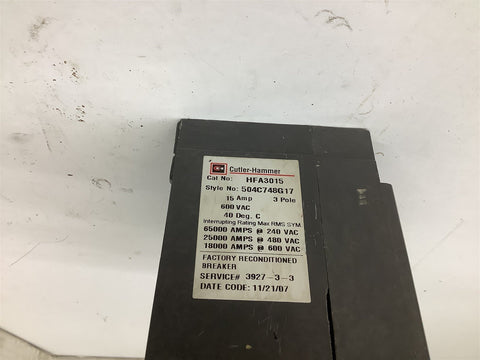 Cutler-Hammer
Cat No: HFA3015
Style No: 504C748G17
15 Amp 3 Pole
600 VAC
40 Deg. C
Interrupting Rating Max RMS SYM
65000 AMPS @ 240 VAC
25000 AMPS @ 480 VAC
18000 AMPS @ 600 VAC
FACTORY RECONDITIONED
BREAKER
SERVICE# 3927-3-3
DATE CODE: 11/21/07